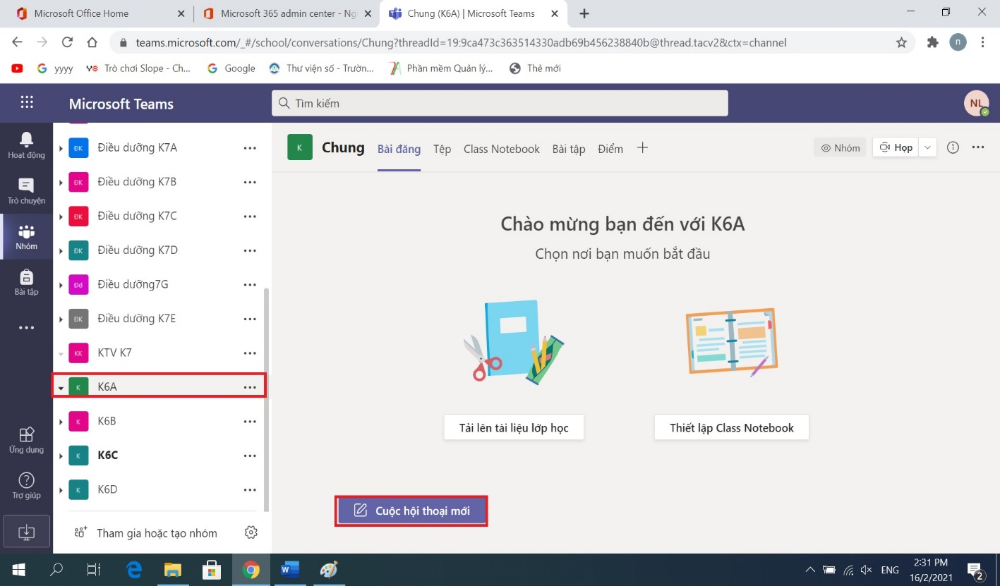 Microsoft Office Home
Microsoft 365 admin center - Ng
Chung (K6A) | Microsoft Teams
teams.microsoft.com/_#/school/conversations/Chung?threadId=19:9ca473c363514330adb69b456238840b@thread.tacv2&ctx=channel
n
yyyy
Trò chơi Slope - Ch...
Google
Thư viện số - Trườn...
Phần mềm Quản lý...
Thẻ mới
Microsoft Teams
Tìm kiếm
NL
Hoạt động
Trò chuyện
Nhóm
Bài tập
Ứng dụng
Trợ giúp
ĐK Điều dưỡng K7A
ĐK Điều dưỡng K7B
ĐK Điều dưỡng K7C
ĐK Điều dưỡng K7D
Đd Điều dưỡng7G
ĐK Điều dưỡng K7E
KK KTV K7
K K6A
K K6B
K K6C
K K6D
Tham gia hoặc tạo nhóm
K Chung Bài đăng Tệp Class Notebook Bài tập Điểm
Nhóm Họp
Chào mừng bạn đến với K6A
Chọn nơi bạn muốn bắt đầu
Tải lên tài liệu lớp học
Thiết lập Class Notebook
Cuộc hội thoại mới
ENG
2:31 PM
16/2/2021
2